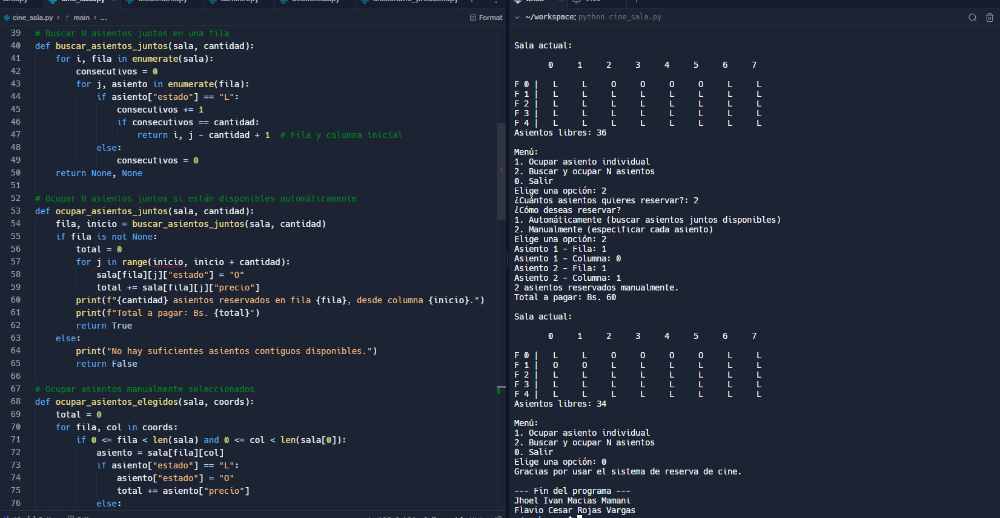 cine_sala.py > f main > ...
Format
39 # Buscar N asientos juntos en una fila
40 def buscar_asientos_juntos(sala, cantidad):
41 for i, fila in enumerate(sala):
42 consecutivos = 0
43 for j, asiento in enumerate(fila):
44 if asiento["estado"] == "L":
45 consecutivos += 1
46 if consecutivos == cantidad:
47 return i, j - cantidad + 1  # Fila y columna inicial
48 else:
49 consecutivos = 0
50 return None, None
51
52 # Ocupar N asientos juntos si están disponibles automáticamente
53 def ocupar_asientos_juntos(sala, cantidad):
54 fila, inicio = buscar_asientos_juntos(sala, cantidad)
55 if fila is not None:
56 total = 0
57 for j in range(inicio, inicio + cantidad):
58 sala[fila][j]["estado"] = "O"
59 total += sala[fila][j]["precio"]
60 print(f"{cantidad} asientos reservados en fila {fila}, desde columna {inicio}.")
61 print(f"Total a pagar: Bs. {total}")
62 return True
63 else:
64 print("No hay suficientes asientos contiguos disponibles.")
65 return False
66
67 # Ocupar asientos manualmente seleccionados
68 def ocupar_asientos_elegidos(sala, coords):
69 total = 0
70 for fila, col in coords:
71 if 0 <= fila < len(sala) and 0 <= col < len(sala[0]):
72 asiento = sala[fila][col]
73 if asiento["estado"] == "L":
74 asiento["estado"] = "O"
75 total += asiento["precio"]
76 else:
~/workspace: python cine_sala.py
Sala actual:
0 1 2 3 4 5 6 7
F 0 | L L O O O O L L
F 1 | L L L L L L L L
F 2 | L L L L L L L L
F 3 | L L L L L L L L
F 4 | L L L L L L L L
Asientos libres: 36
Menú:
1. Ocupar asiento individual
2. Buscar y ocupar N asientos
0. Salir
Elige una opción: 2
¿Cuántos asientos quieres reservar?: 2
¿Cómo deseas reservar?
1. Automáticamente (buscar asientos juntos disponibles)
2. Manualmente (especificar cada asiento)
Elige una opción: 2
Asiento 1 - Fila: 1
Asiento 1 - Columna: 0
Asiento 2 - Fila: 1
Asiento 2 - Columna: 1
2 asientos reservados manualmente.
Total a pagar: Bs. 60
Sala actual:
0 1 2 3 4 5 6 7
F 0 | L L O O O O L L
F 1 | O O L L L L L L
F 2 | L L L L L L L L
F 3 | L L L L L L L L
F 4 | L L L L L L L L
Asientos libres: 34
Menú:
1. Ocupar asiento individual
2. Buscar y ocupar N asientos
0. Salir
Elige una opción: 0
Gracias por usar el sistema de reserva de cine.
--- Fin del programa ---
Jhoel Ivan Macias Mamani
Flavio Cesar Rojas Vargas